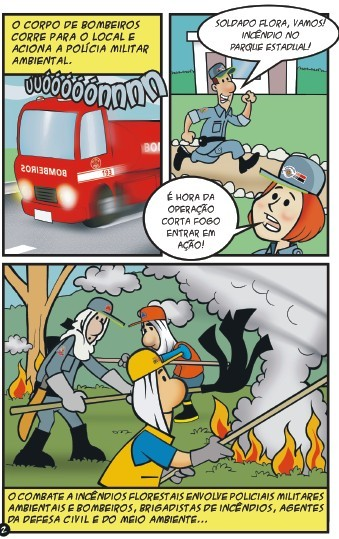 O CORPO DE BOMBEIROS
CORRE PARA O LOCAL E
ACIONA A POLÍCIA MILITAR
AMBIENTAL.
UUÓÓÓÓÓÓNNNN
BOMBEIROS
193
BOMB
SOLDADO FLORA, VAMOS!
INCÊNDIO NO
PARQUE ESTADUAL!
É HORA DA
OPERAÇÃO
CORTA FOGO
ENTRAR EM
AÇÃO!
O COMBATE A INCÊNDIOS FLORESTAIS ENVOLVE POLICIAIS MILITARES
AMBIENTAIS E BOMBEIROS, BRIGADISTAS DE INCÊNDIOS, AGENTES
DA DEFESA CIVIL E DO MEIO AMBIENTE...
2